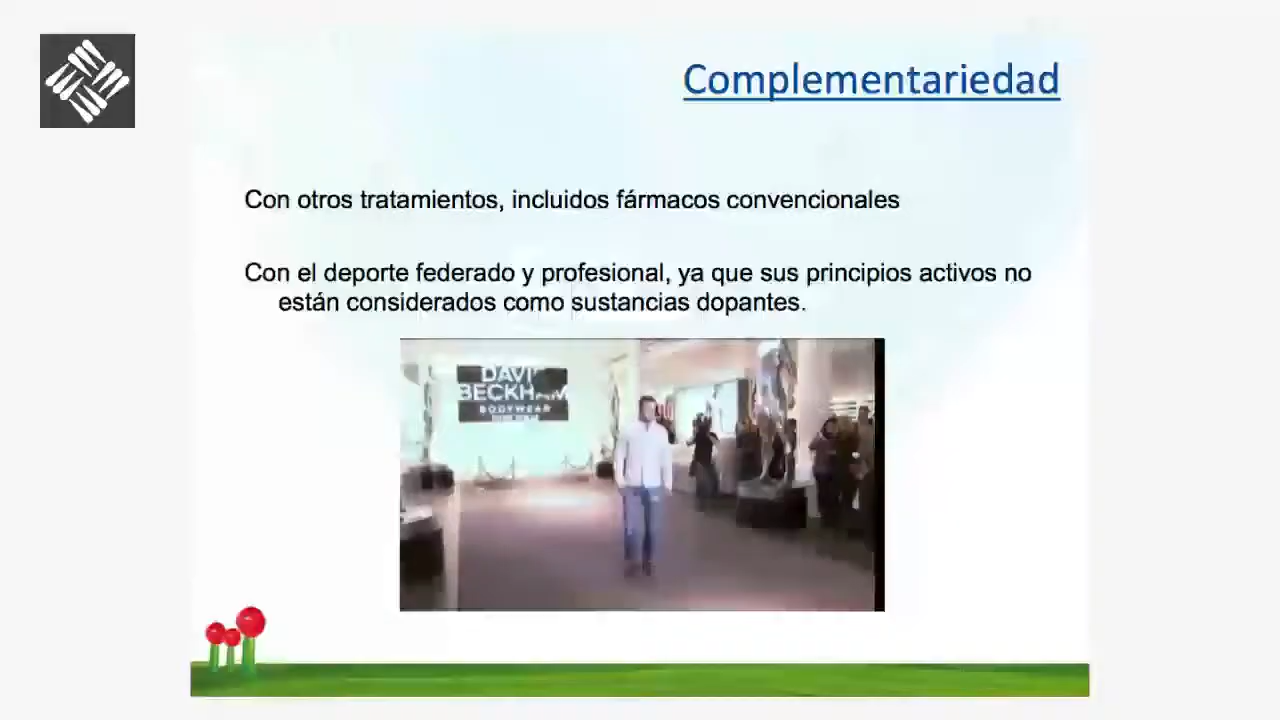 Complementariedad
Con otros tratamientos, incluidos fármacos convencionales
Con el deporte federado y profesional, ya que sus principios activos no
están considerados como sustancias dopantes.
BECKHAM
BODYWEAR